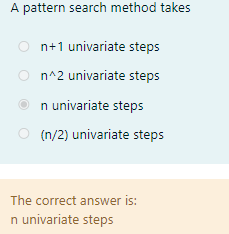 A pattern search method takes
n+1 univariate steps
n^2 univariate steps
n univariate steps
(n/2) univariate steps
The correct answer is:
n univariate steps